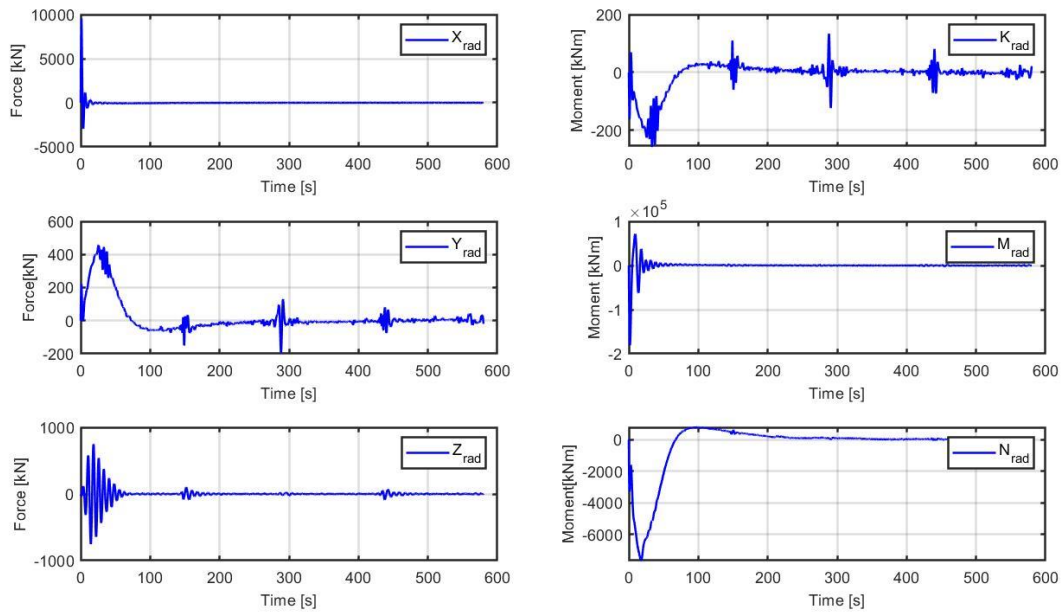 10000
5000
0
-5000
Force [kN]
X_rad
0 100 200 300 400 500 600
Time [s]
200
0
-200
Moment [kNm]
K_rad
0 100 200 300 400 500 600
Time [s]
600
400
200
0
-200
Force[kN]
Y_rad
0 100 200 300 400 500 600
Time [s]
× 10^5
1
0
-1
-2
Moment [kNm]
M_rad
0 100 200 300 400 500 600
Time [s]
1000
0
-1000
Force [kN]
Z_rad
0 100 200 300 400 500 600
Time [s]
0
-2000
-4000
-6000
Moment[kNm]
N_rad
0 100 200 300 400 500 600
Time [s]